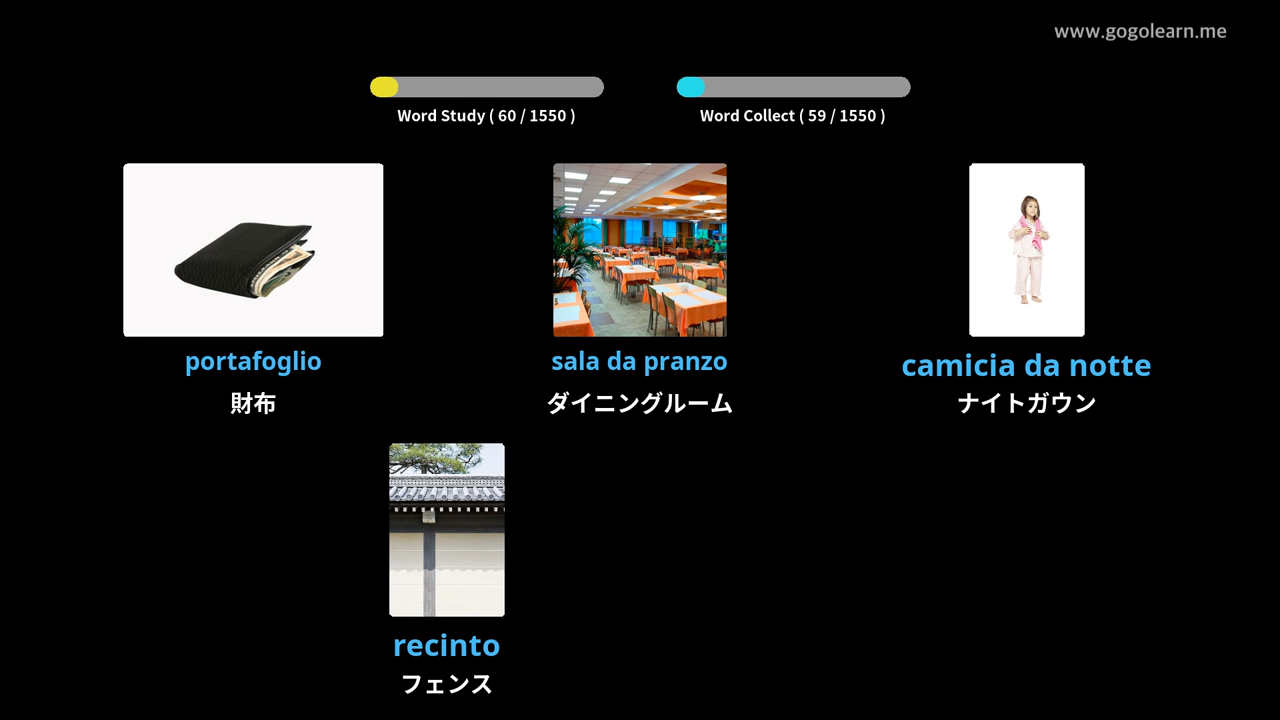 www.gogolearn.me
Word Study ( 60 / 1550 )
Word Collect ( 59 / 1550 )
portafoglio
財布
sala da pranzo
ダイニングルーム
camicia da notte
ナイトガウン
recinto
フェンス